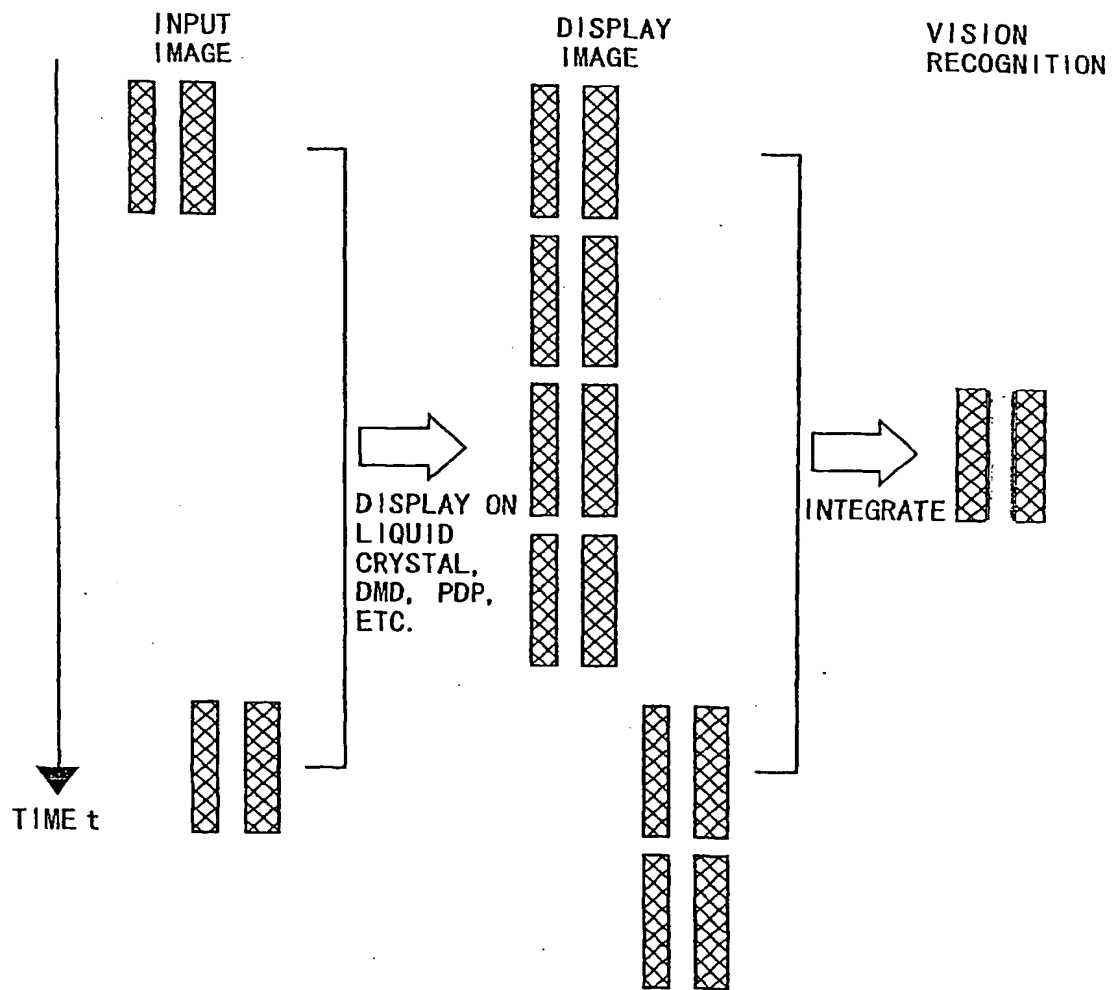 INPUT
IMAGE
DISPLAY
IMAGE
VISION
RECOGNITION
DISPLAY ON
LIQUID
CRYSTAL,
DMD, PDP,
ETC.
INTEGRATE
TIME t